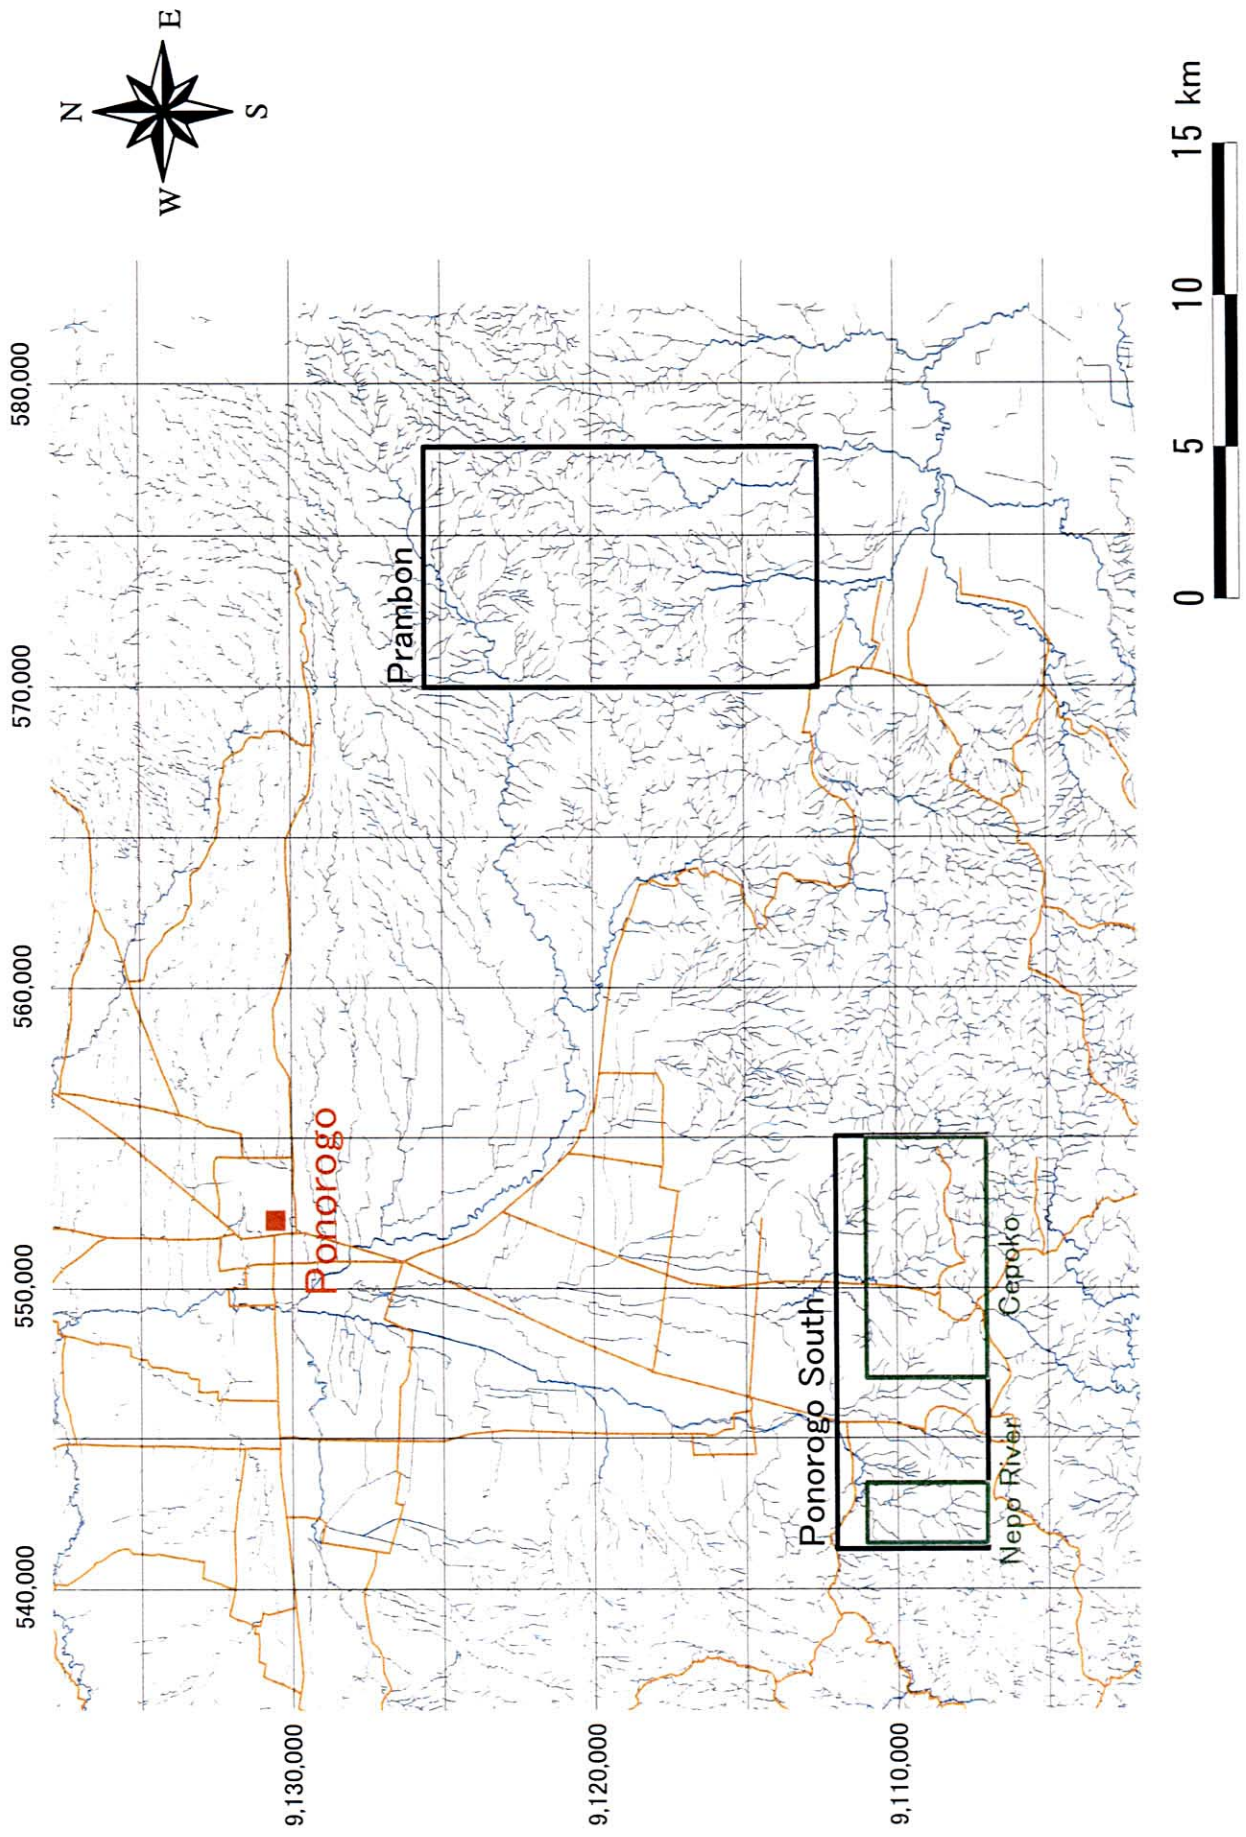 N
W
E
S
540,000
550,000
560,000
570,000
580,000
9,130,000
9,120,000
9,110,000
Ponorogo
Prambon
Ponorogo South
Nepo River
Cepoko
0
5
10
15 km